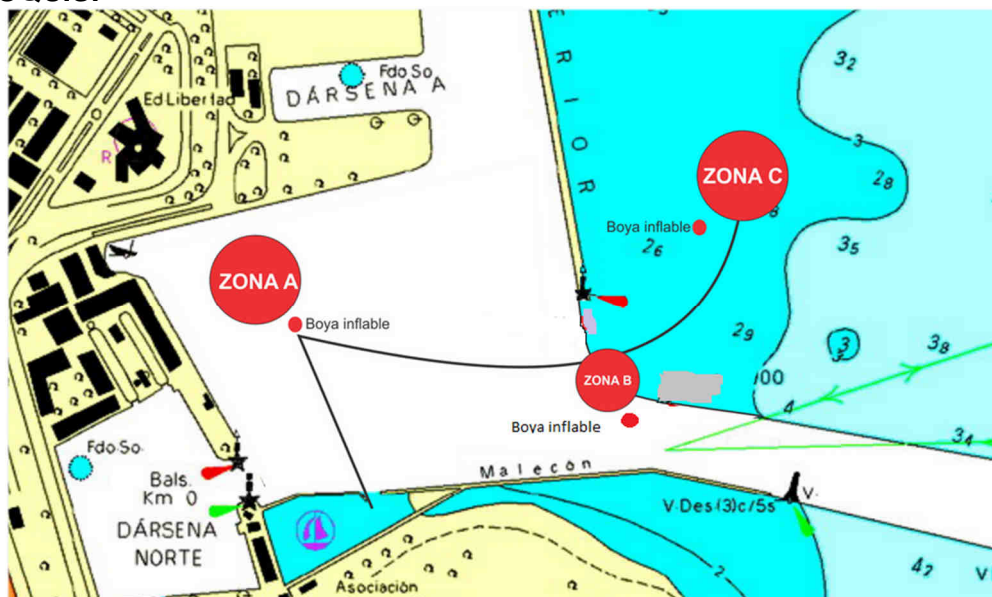 Fdo So.
DÁRSENA A
Ed Libertad
R
E
R
I
O
R
ZONA C
Boya inflable
ZONA A
Boya inflable
ZONA B
Boya inflable
3₂
3
2₈
3₅
2₆
2₉
3
3₈
00
4
3₄
Fdo So.
Bals.
Km 0
DÁRSENA
NORTE
Malecón
V.
V.Des.(3)c/5s
2
4₂
V
Asociación